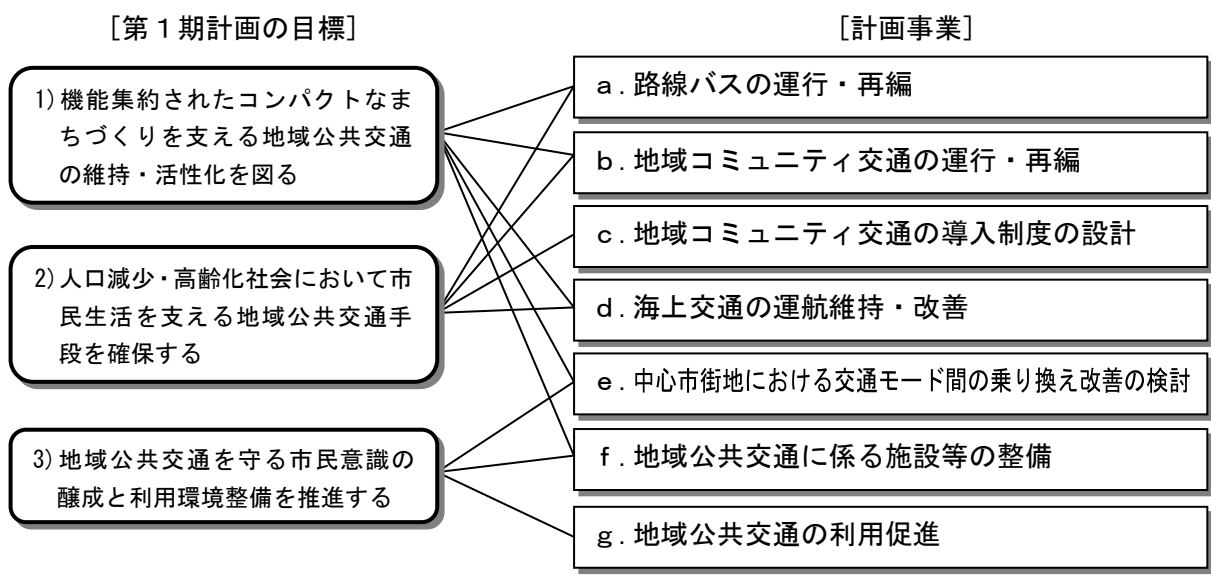 ［第１期計画の目標］
1)機能集約されたコンパクトなま
ちづくりを支える地域公共交通
の維持・活性化を図る
2)人口減少・高齢化社会において市
民生活を支える地域公共交通手
段を確保する
3)地域公共交通を守る市民意識の
醸成と利用環境整備を推進する
［計画事業］
ａ.路線バスの運行・再編
ｂ.地域コミュニティ交通の運行・再編
ｃ.地域コミュニティ交通の導入制度の設計
ｄ.海上交通の運航維持・改善
ｅ.中心市街地における交通モード間の乗り換え改善の検討
ｆ.地域公共交通に係る施設等の整備
ｇ.地域公共交通の利用促進